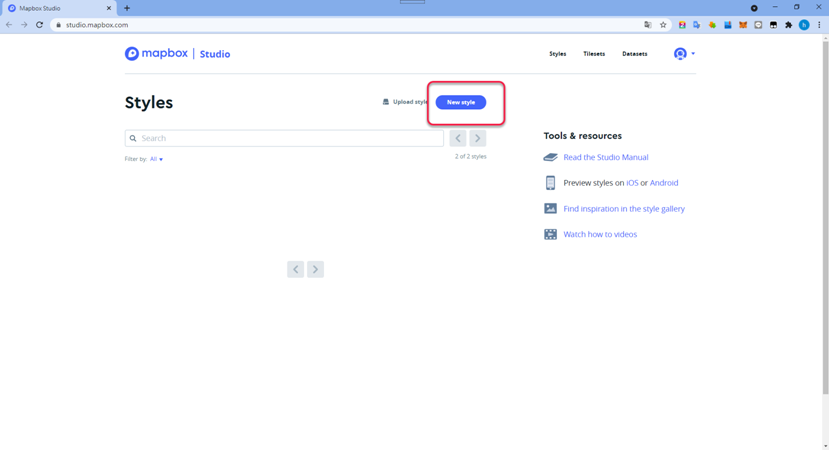 Mapbox Studio
studio.mapbox.com
mapbox | Studio
Styles Tilesets Datasets
Styles
Upload style
New style
Search
Filter by: All
2 of 2 styles
Tools & resources
Read the Studio Manual
Preview styles on iOS or Android
Find inspiration in the style gallery
Watch how to videos
h